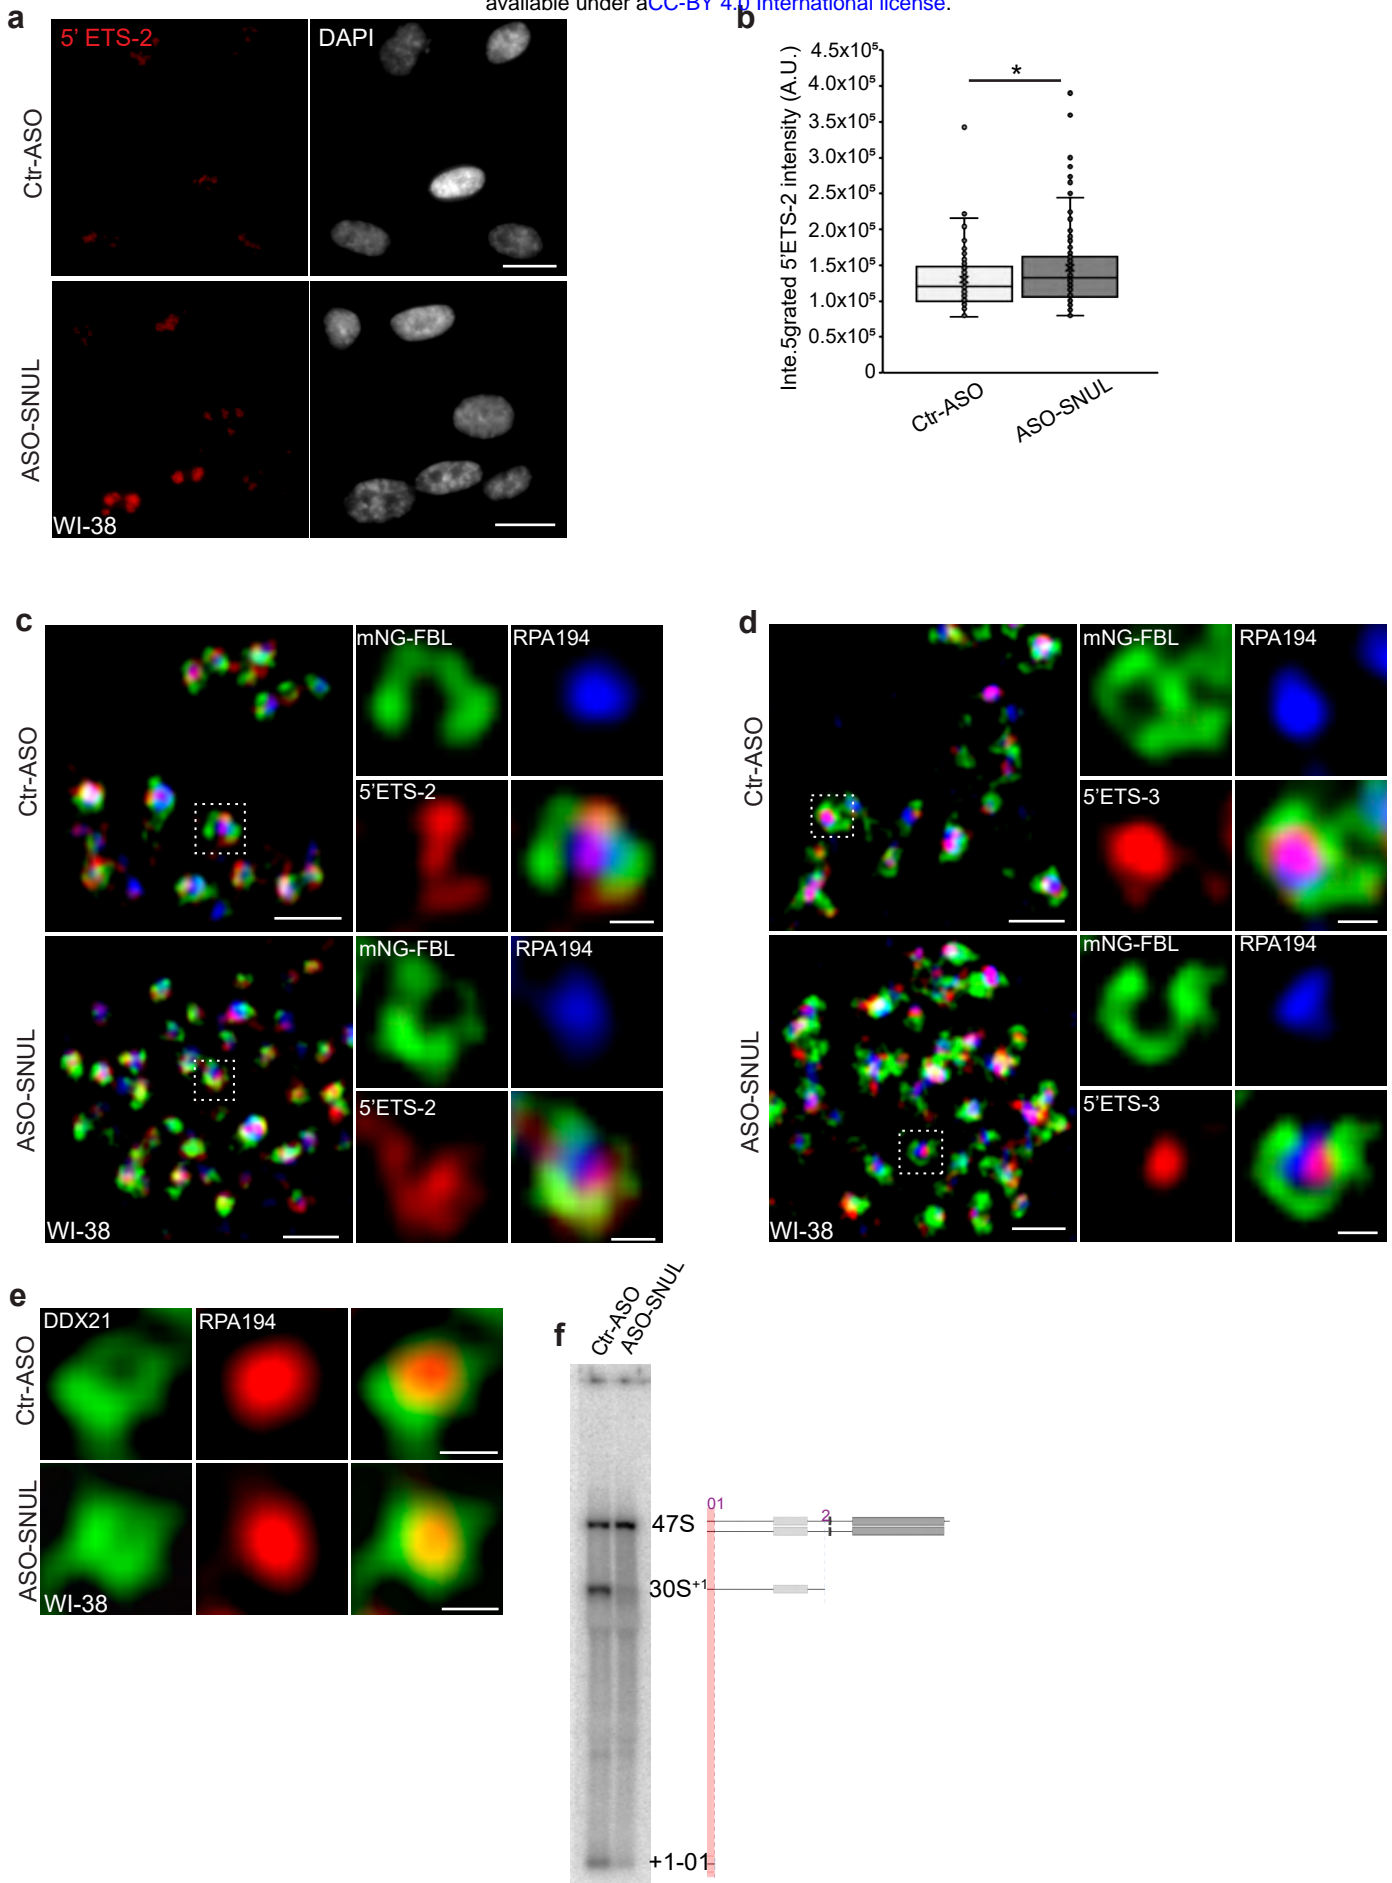 available under aCC-BY 4.0 International license.
a
5' ETS-2
DAPI
Ctr-ASO
ASO-SNUL
WI-38
b
Inte.5grated 5'ETS-2 intensity (A.U.)
4.5x10⁵
4.0x10⁵
3.5x10⁵
3.0x10⁵
2.5x10⁵
2.0x10⁵
1.5x10⁵
1.0x10⁵
0.5x10⁵
0
*
Ctr-ASO
ASO-SNUL
c
Ctr-ASO
mNG-FBL
RPA194
5'ETS-2
ASO-SNUL
mNG-FBL
RPA194
5'ETS-2
WI-38
d
Ctr-ASO
mNG-FBL
RPA194
5'ETS-3
ASO-SNUL
mNG-FBL
RPA194
5'ETS-3
WI-38
e
Ctr-ASO
DDX21
RPA194
ASO-SNUL
WI-38
f
Ctr-ASO
ASO-SNUL
47S
01
2
30S⁺¹
+1-01